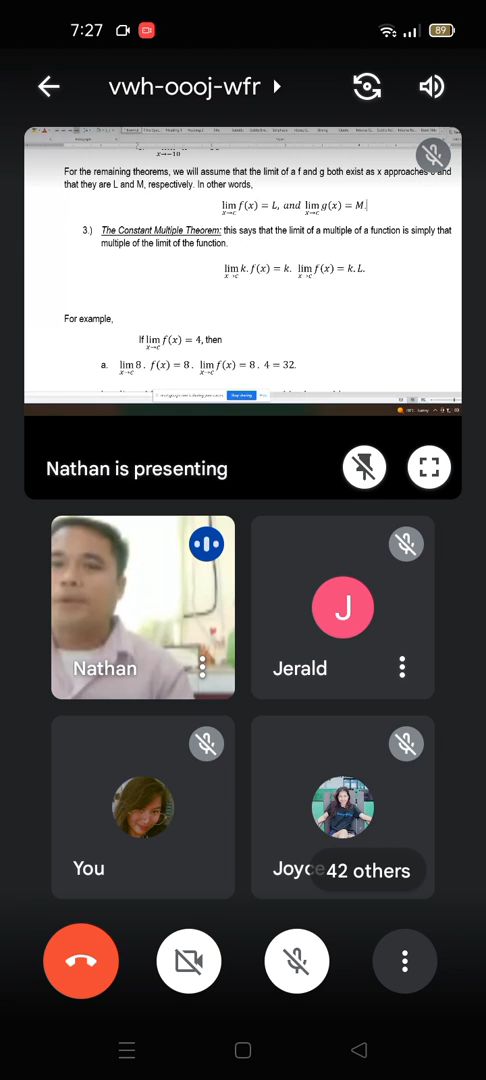 7:27
89
vwh-oooj-wfr
x→−10
For the remaining theorems, we will assume that the limit of a f and g both exist as x approaches c and
that they are L and M, respectively. In other words,
lim f(x) = L, and lim g(x) = M.
x→c x→c
3.) The Constant Multiple Theorem: this says that the limit of a multiple of a function is simply that
multiple of the limit of the function.
lim k. f(x) = k. lim f(x) = k. L.
x→c x→c
For example,
If lim f(x) = 4, then
x→c
a. lim 8 . f(x) = 8 . lim f(x) = 8 . 4 = 32.
x→c x→c
Stop sharing
Nathan is presenting
Nathan
J
Jerald
You
Joyce
42 others